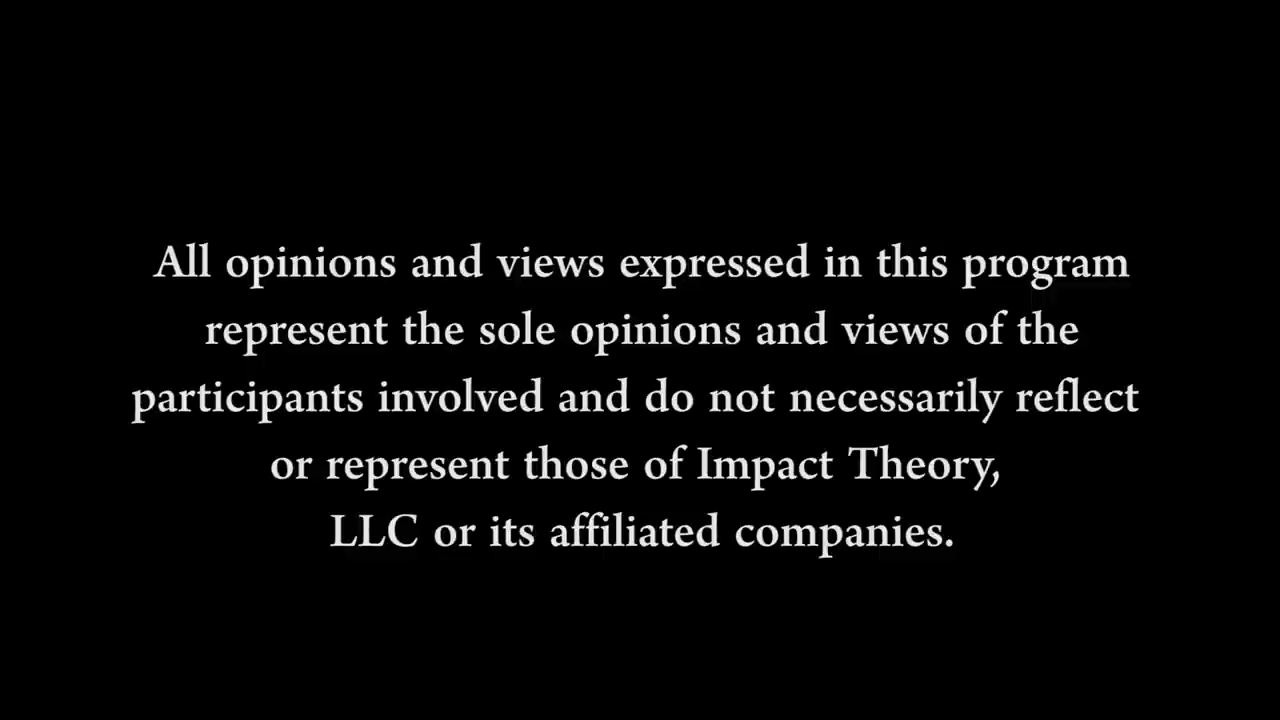 All opinions and views expressed in this program
represent the sole opinions and views of the
participants involved and do not necessarily reflect
or represent those of Impact Theory,
LLC or its affiliated companies.